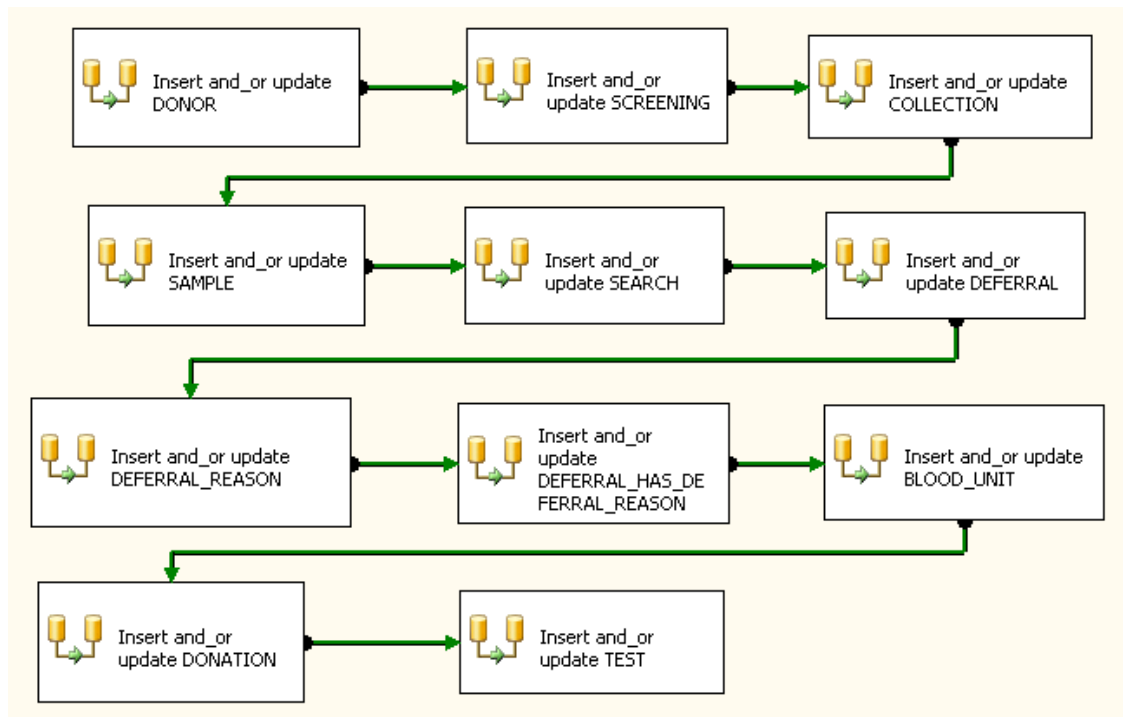 Insert and_or update
DONOR
Insert and_or
update SCREENING
Insert and_or update
COLLECTION
Insert and_or update
SAMPLE
Insert and_or
update SEARCH
Insert and_or
update DEFERRAL
Insert and_or update
DEFERRAL_REASON
Insert and_or
update
DEFERRAL_HAS_DE
FERRAL_REASON
Insert and_or update
BLOOD_UNIT
Insert and_or
update DONATION
Insert and_or
update TEST